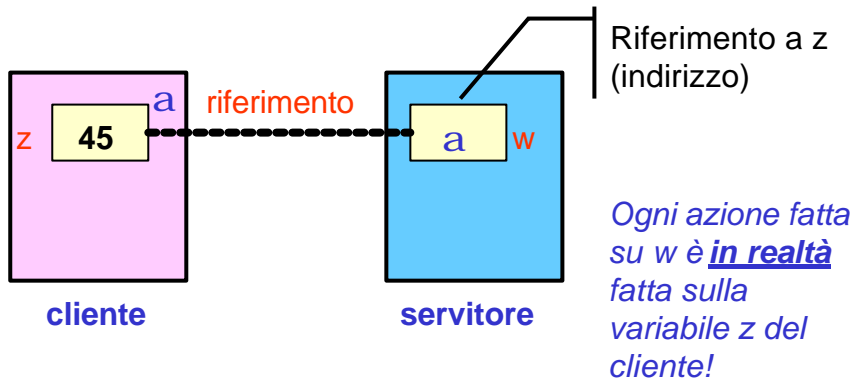 Riferimento a z
(indirizzo)
a
riferimento
z
45
a
w
Ogni azione fatta
su w è in realtà
fatta sulla
variabile z del
cliente!
cliente
servitore